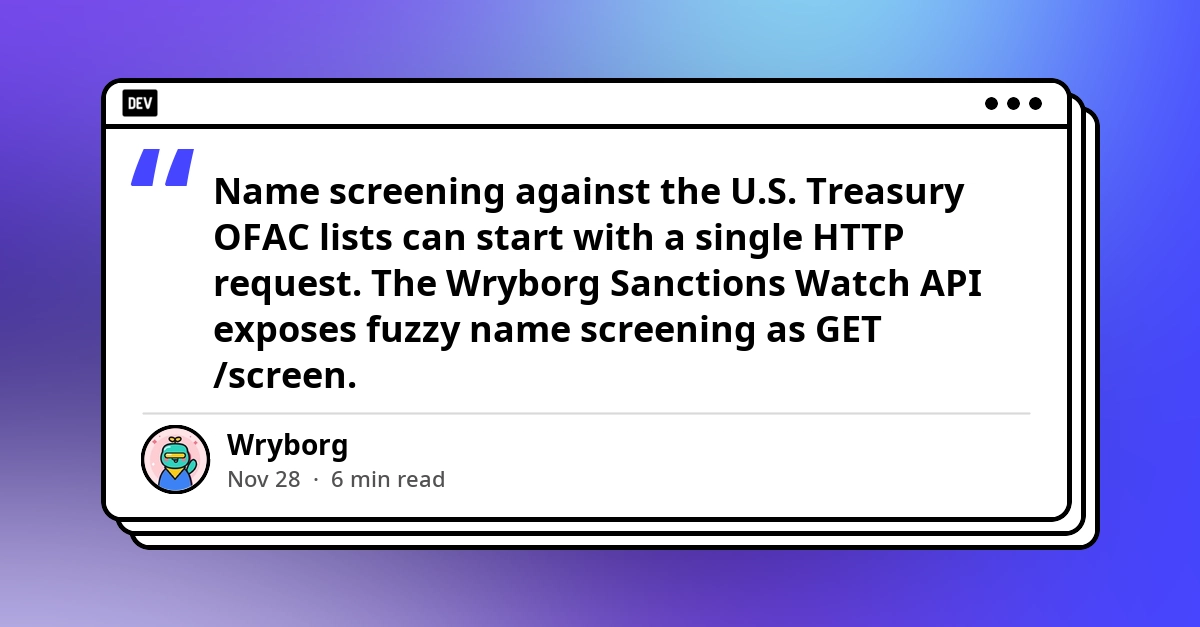 DEV
Name screening against the U.S. Treasury
OFAC lists can start with a single HTTP
request. The Wryborg Sanctions Watch API
exposes fuzzy name screening as GET
/screen.
Wryborg
Nov 28 · 6 min read